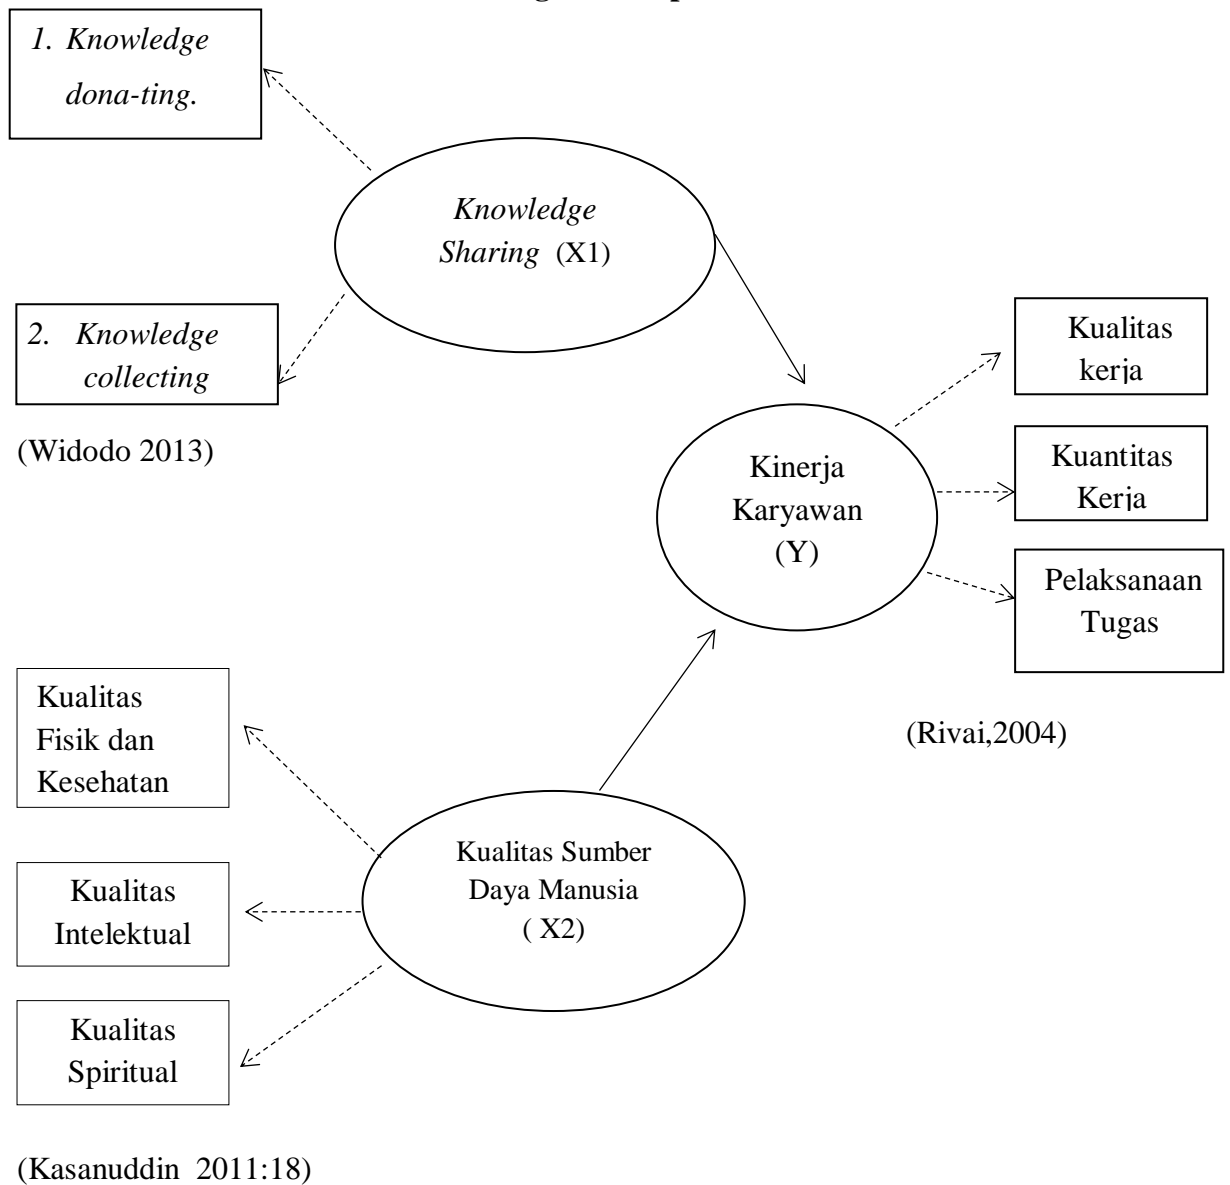 1. Knowledge
dona-ting.
Knowledge
Sharing (X1)
2. Knowledge
collecting
(Widodo 2013)
Kualitas
kerja
Kinerja
Karyawan
(Y)
Kuantitas
Kerja
Pelaksanaan
Tugas
(Rivai,2004)
Kualitas
Fisik dan
Kesehatan
Kualitas Sumber
Daya Manusia
( X2)
Kualitas
Intelektual
Kualitas
Spiritual
(Kasanuddin 2011:18)